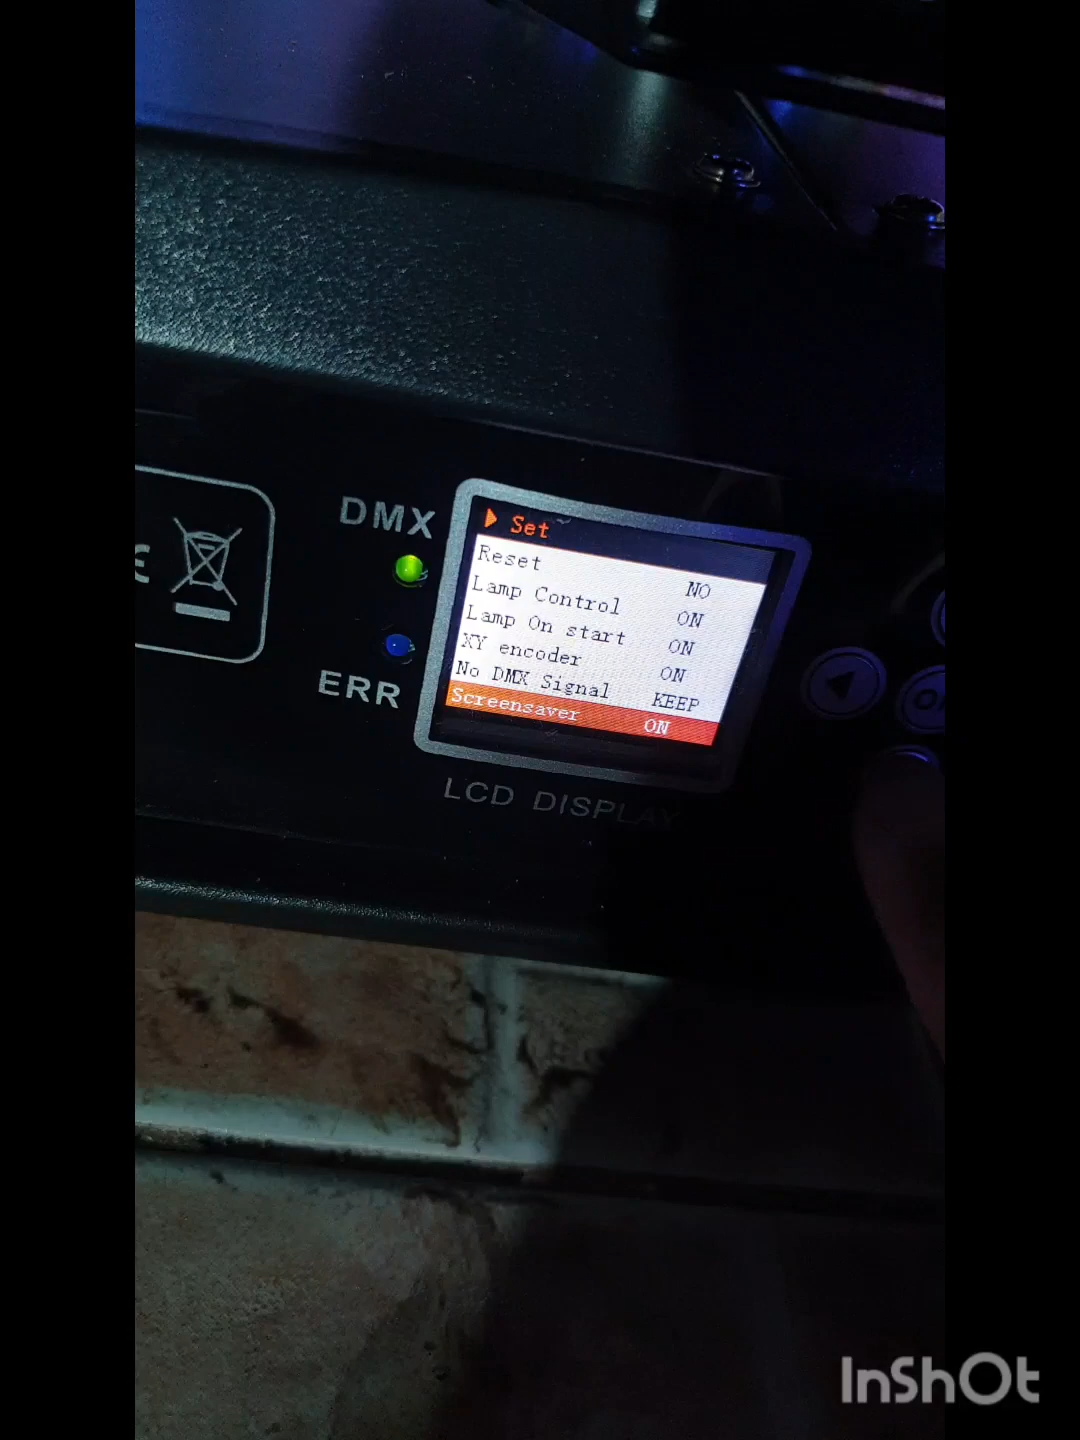 DMX
ERR
Set
Reset NO
Lamp Control ON
Lamp On start ON
XY encoder ON
No DMX Signal KEEP
Screensaver ON
LCD DISPLAY
InShOt